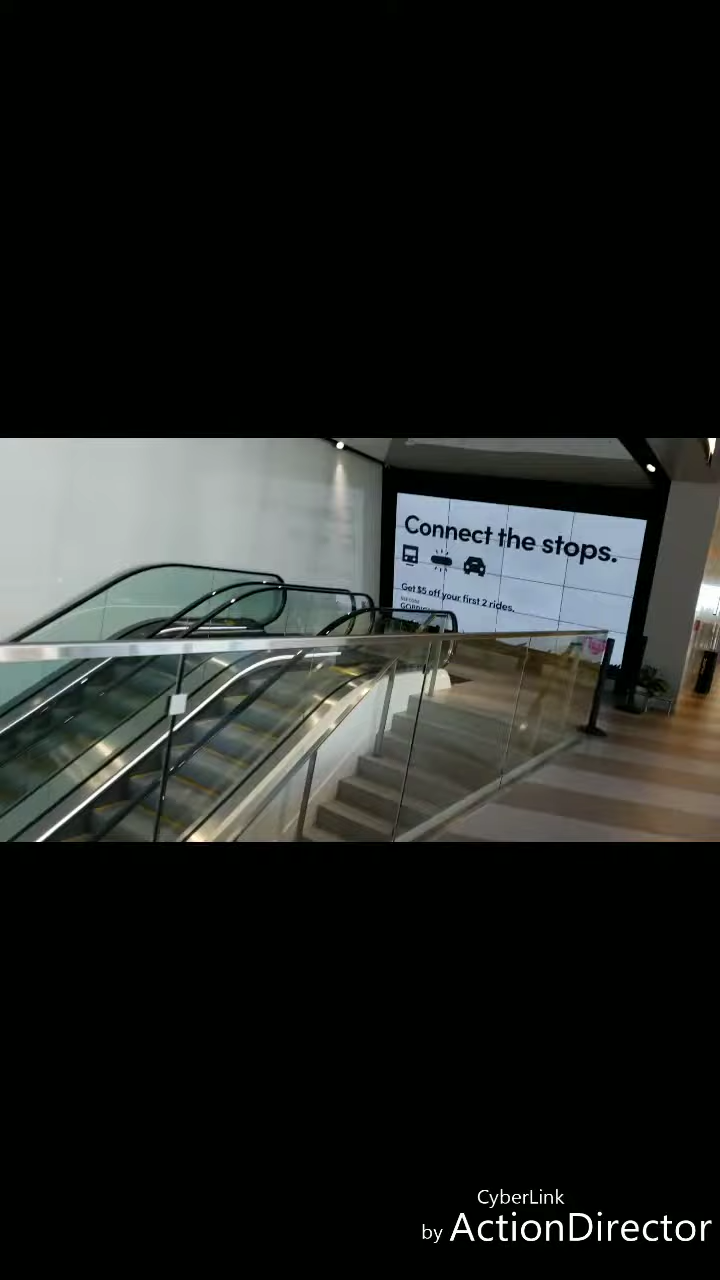 Connect the stops.
Get $5 off your first 2 rides.
CyberLink
by ActionDirector